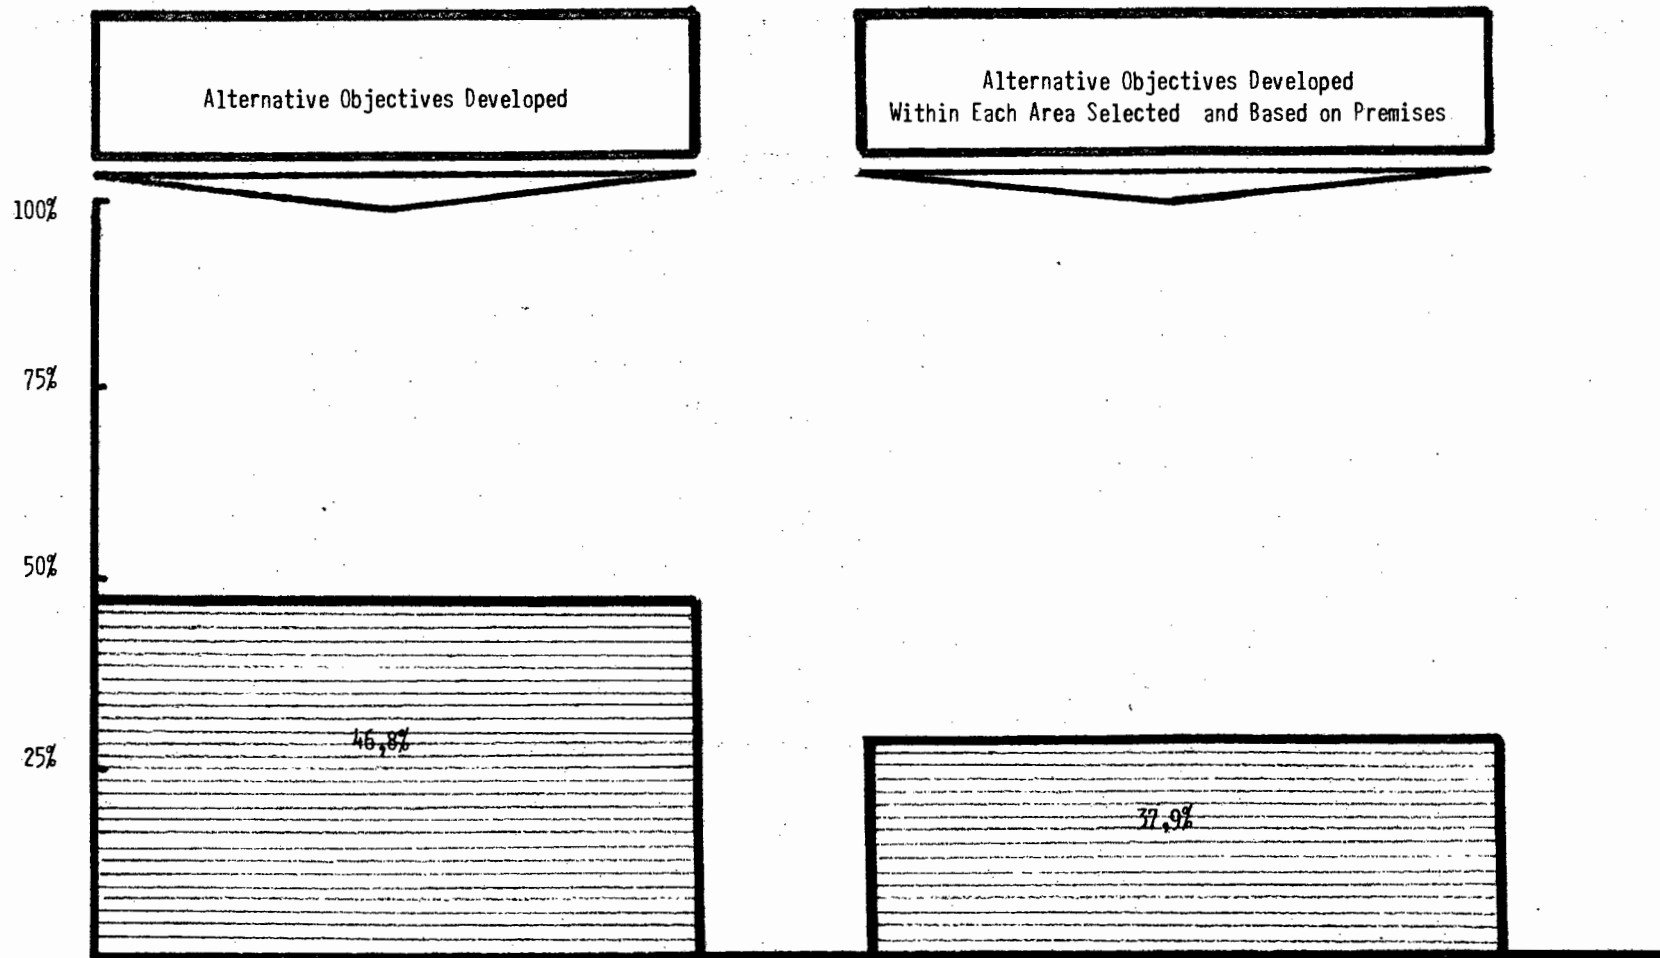 Alternative Objectives Developed
Alternative Objectives Developed
Within Each Area Selected and Based on Premises
100%
75%
50%
25%
46,8%
37,9%